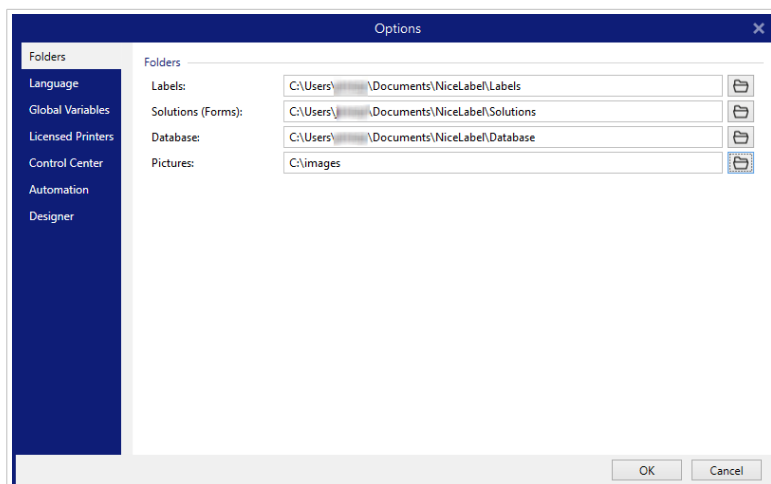 Options
Folders
Language
Global Variables
Licensed Printers
Control Center
Automation
Designer
Folders
Labels: C:\Users\ \Documents\NiceLabel\Labels
Solutions (Forms): C:\Users\ \Documents\NiceLabel\Solutions
Database: C:\Users\ \Documents\NiceLabel\Database
Pictures: C:\images
OK Cancel